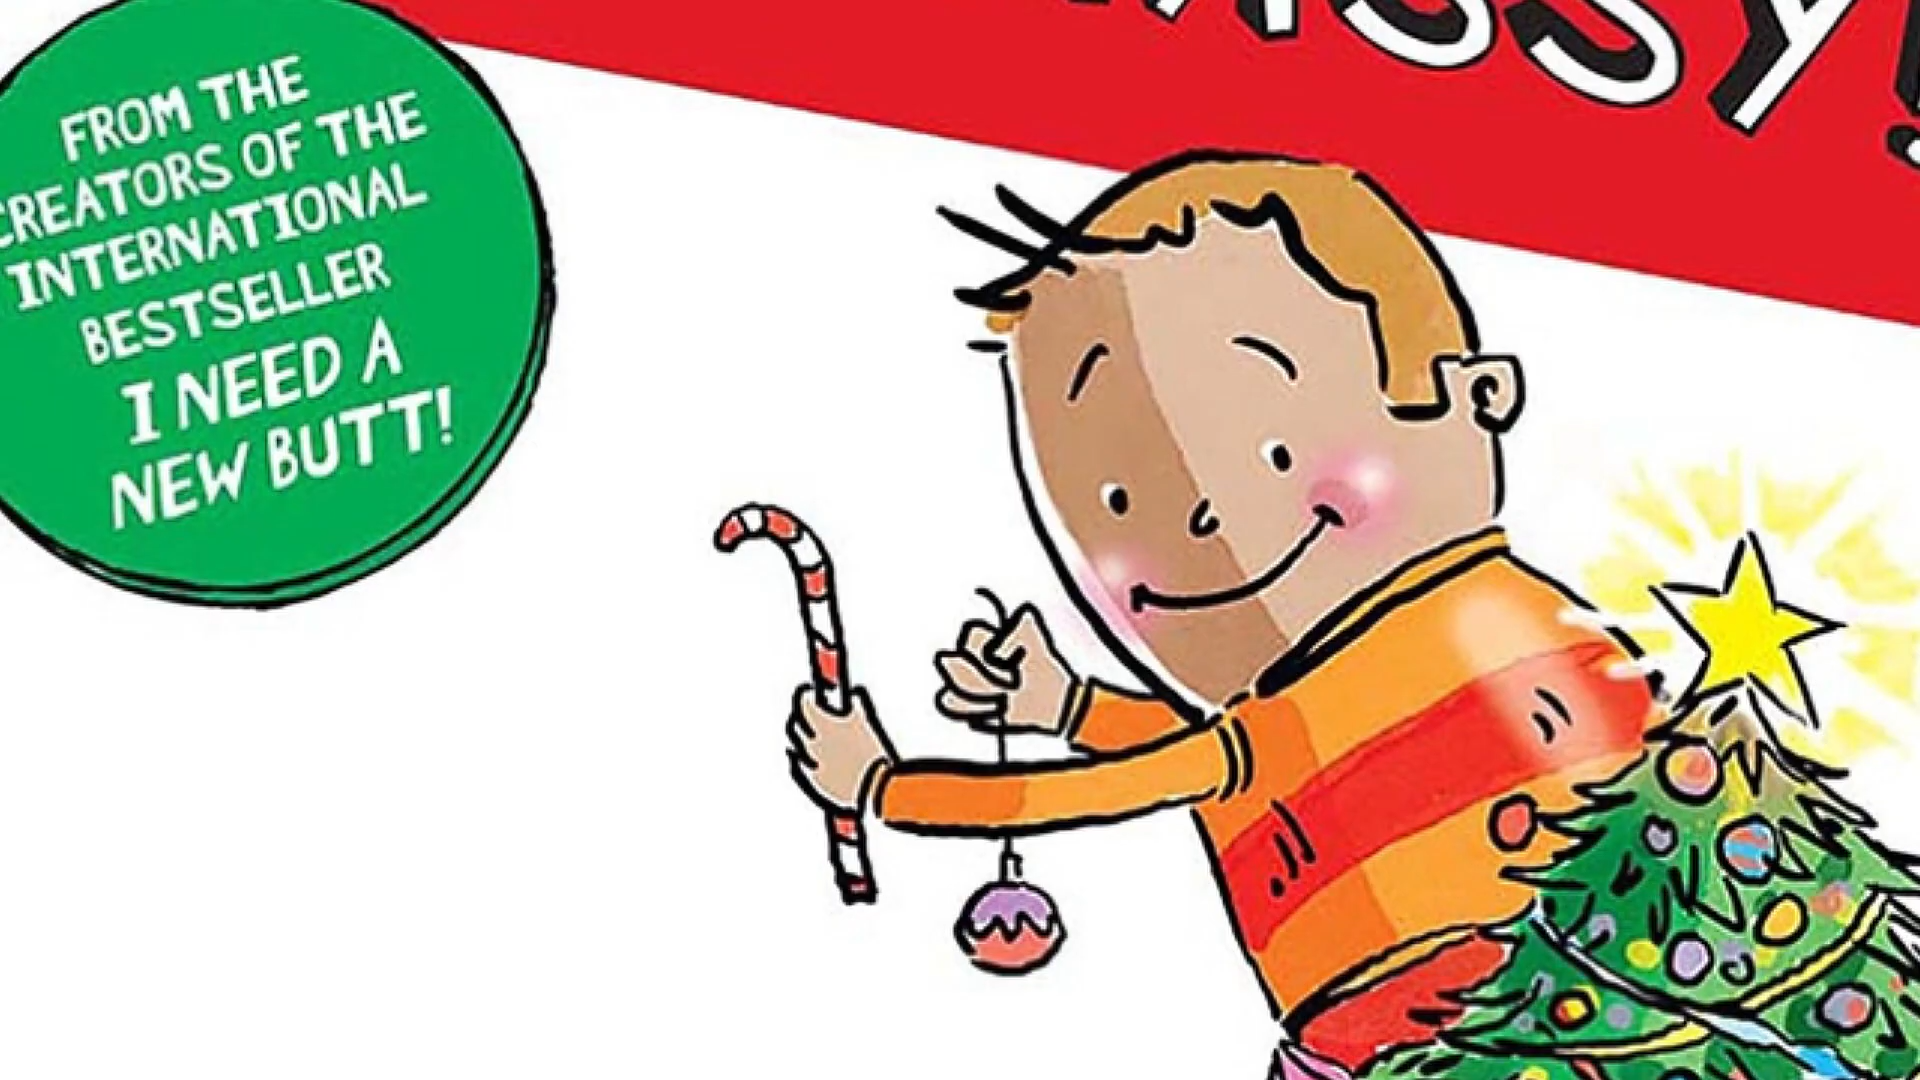 FROM THE
CREATORS OF THE
INTERNATIONAL
BESTSELLER
I NEED A
NEW BUTT!